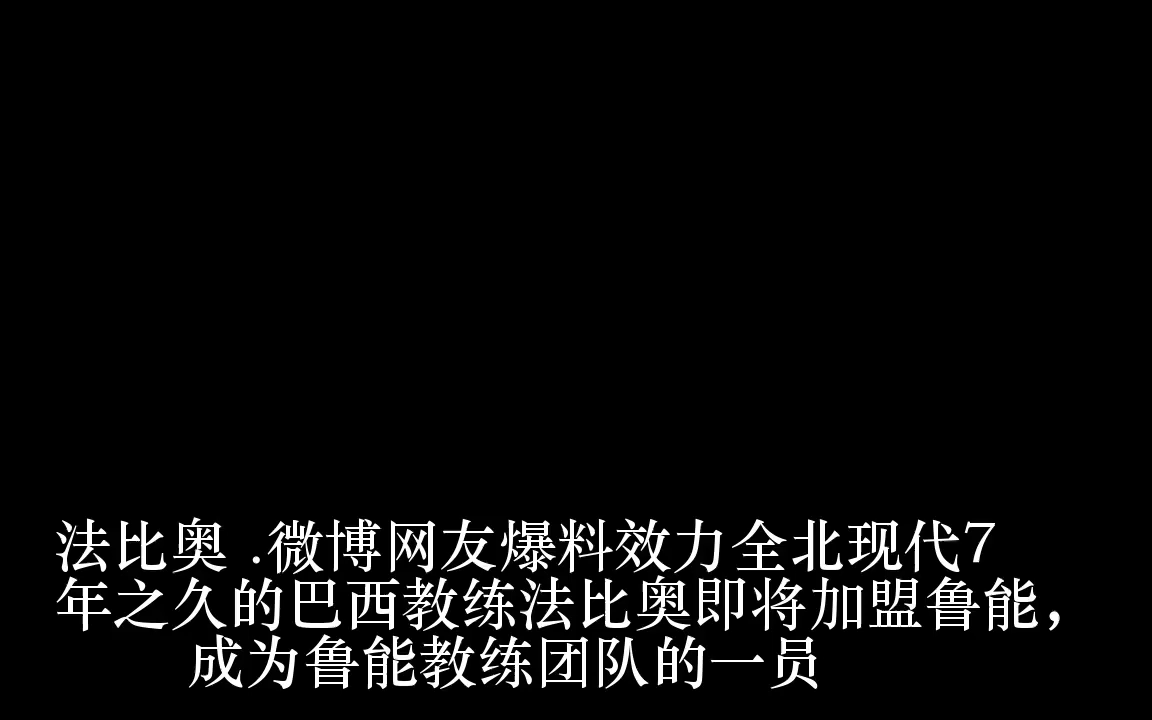 法比奥 .微博网友爆料效力全北现代7
年之久的巴西教练法比奥即将加盟鲁能，
成为鲁能教练团队的一员